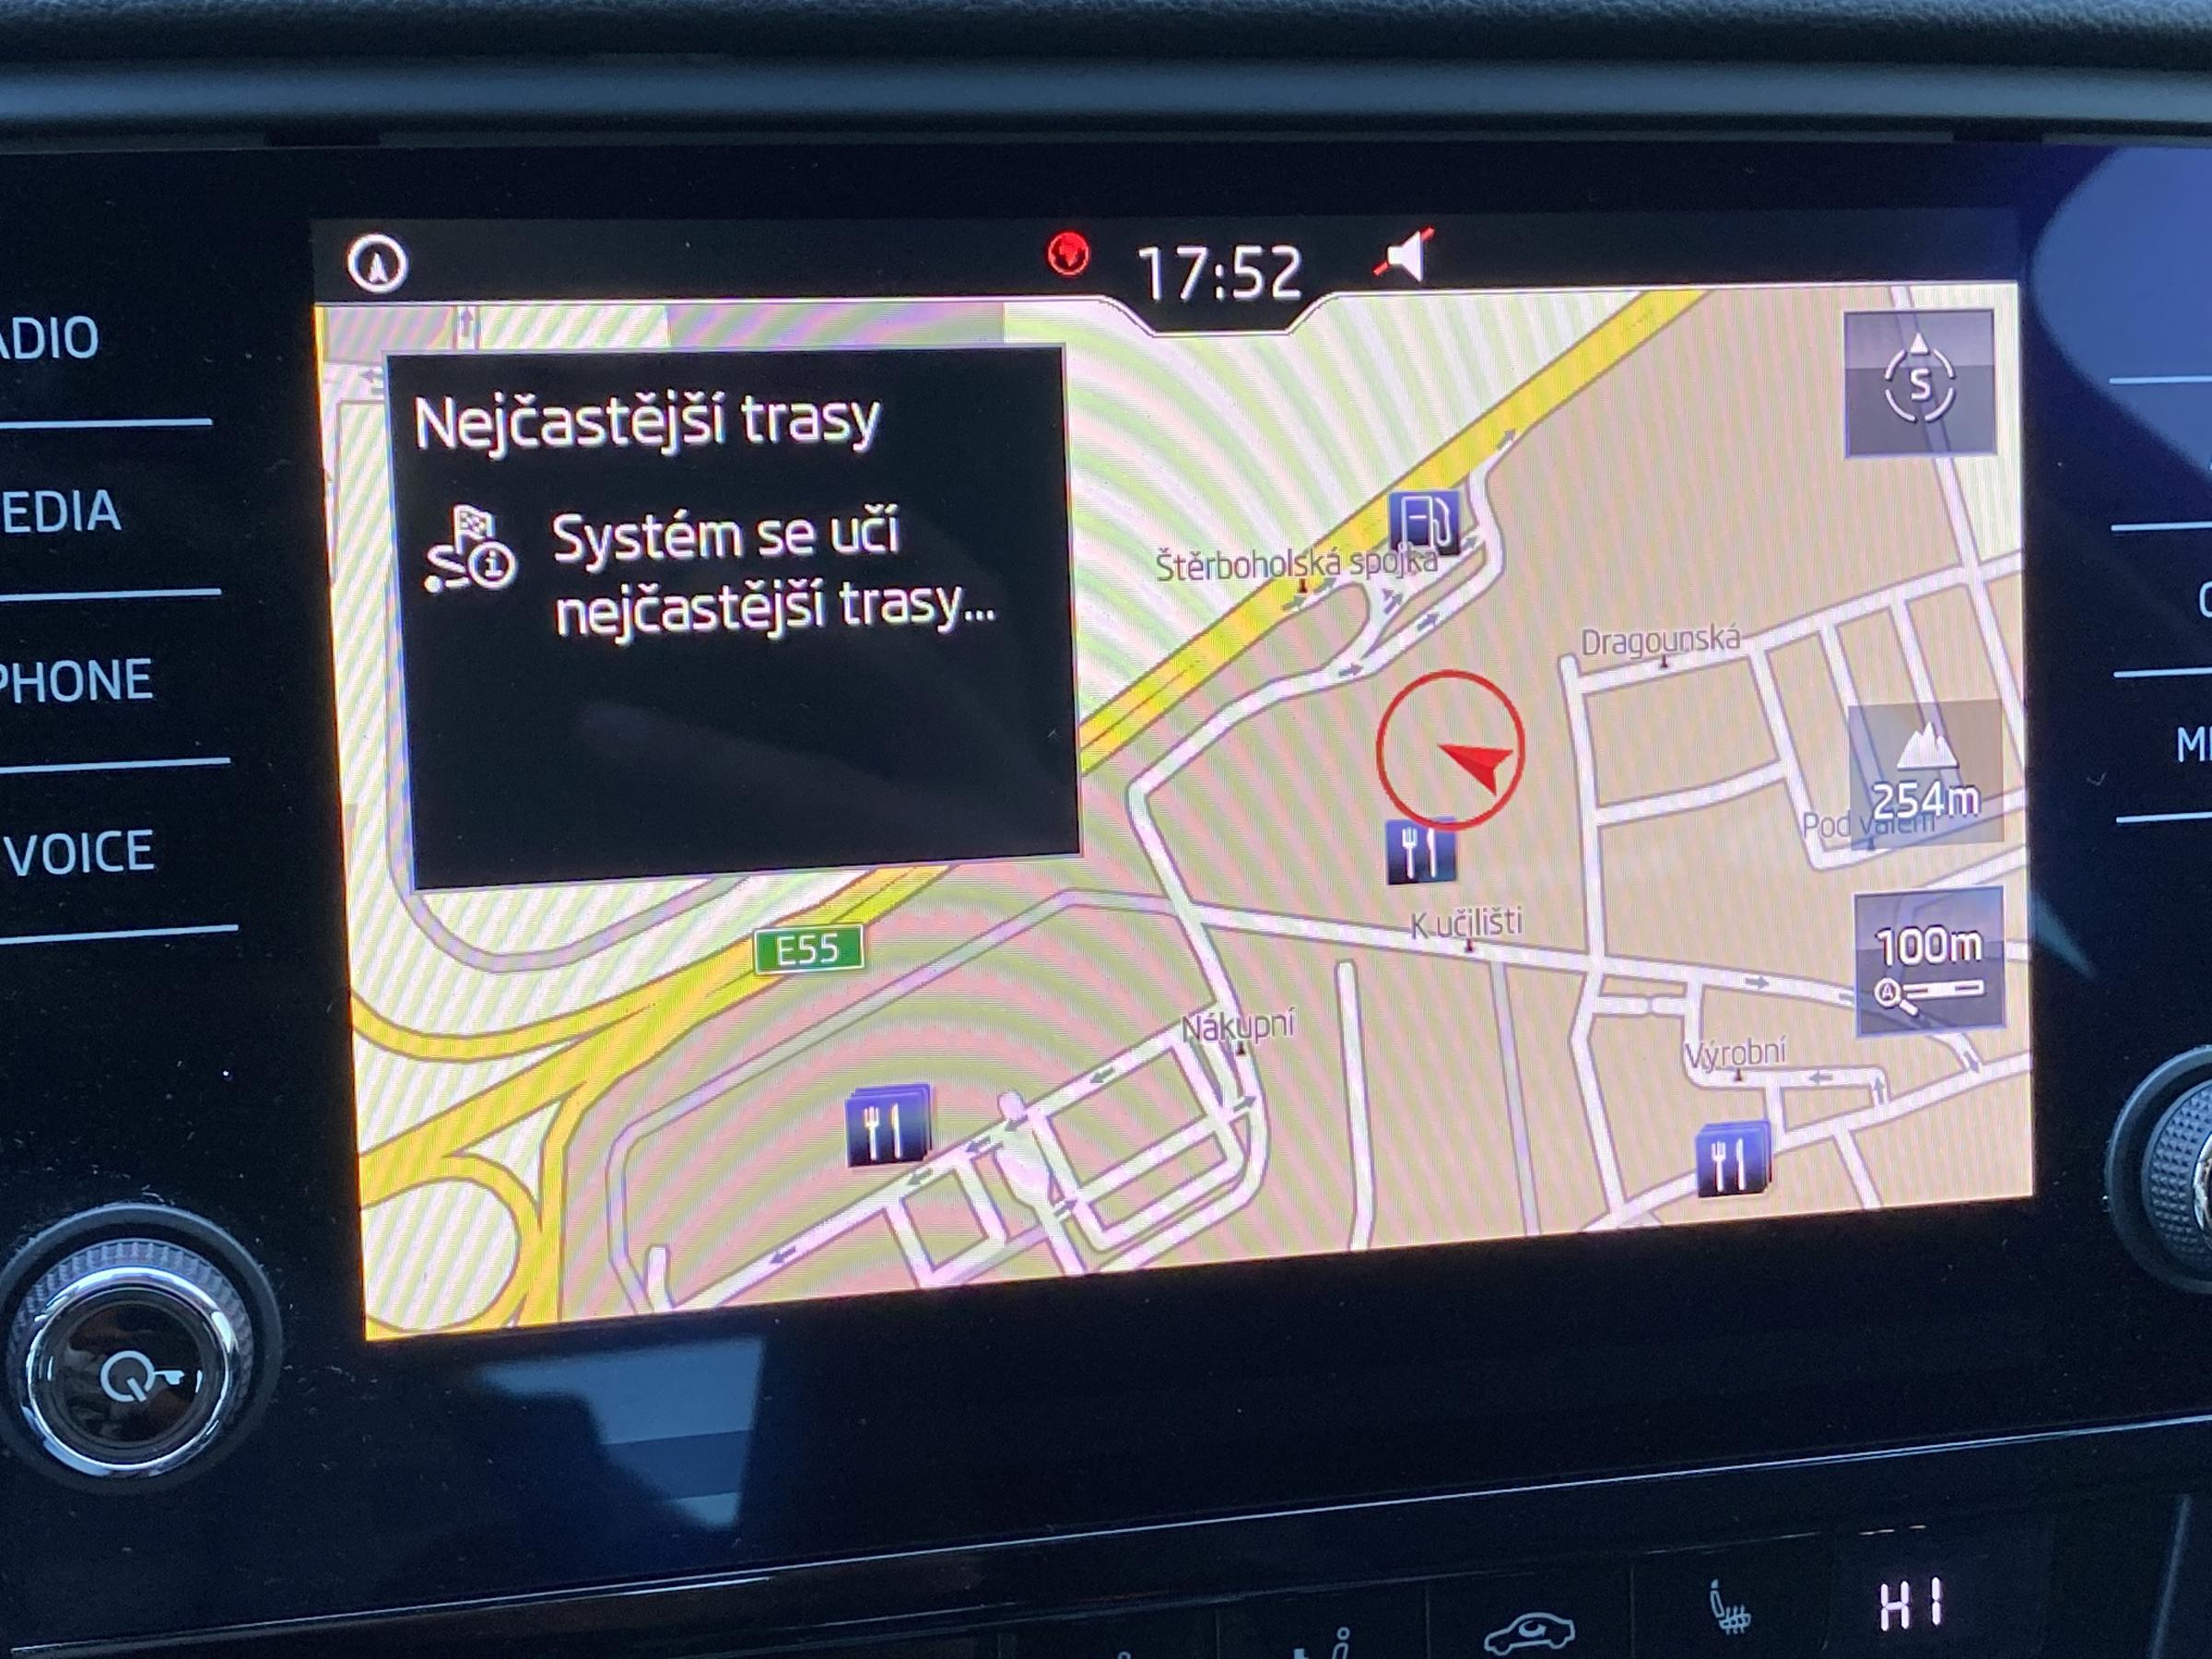 17:52
ADIO
EDIA
PHONE
VOICE
Nejčastější trasy
Systém se učí
nejčastější trasy...
S
Štěrboholská spojka
Dragounská
254m
Pod valem
K učilišti
E55
100m
Nákupní
Výrobní
HI